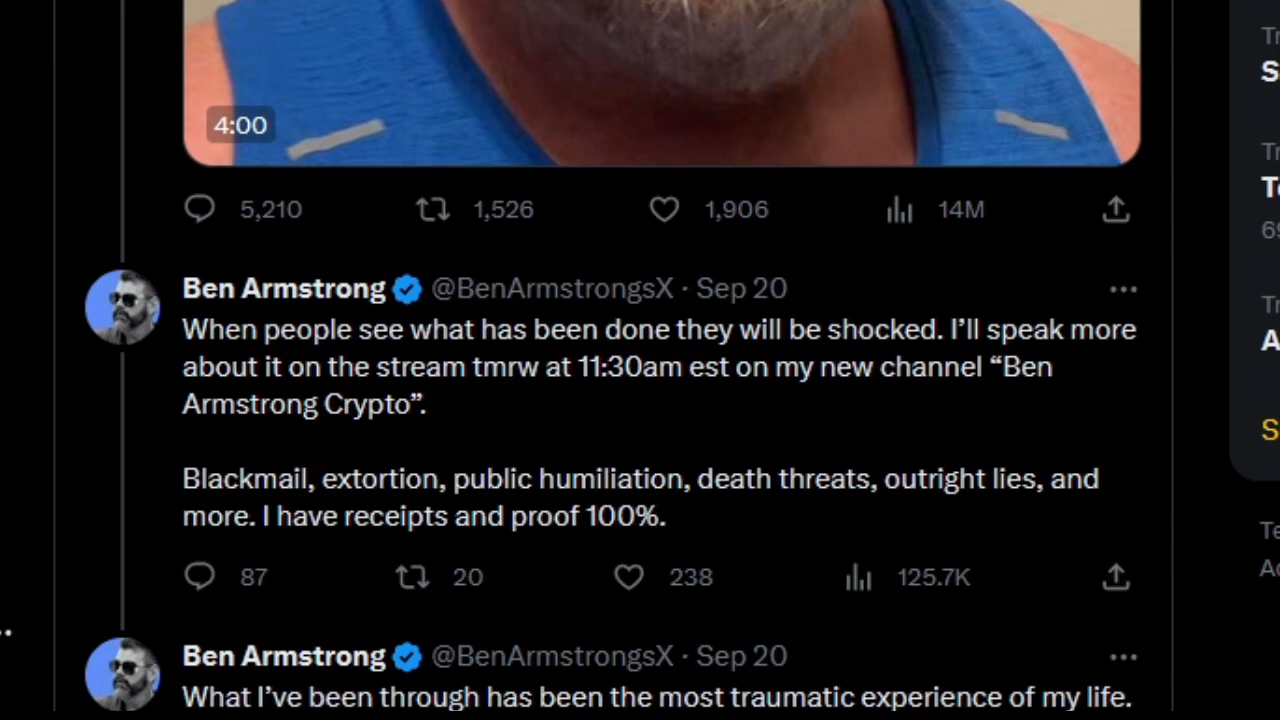 4:00
5,210 1,526 1,906 14M
Ben Armstrong @BenArmstrongsX · Sep 20
When people see what has been done they will be shocked. I’ll speak more
about it on the stream tmrw at 11:30am est on my new channel “Ben
Armstrong Crypto”.
Blackmail, extortion, public humiliation, death threats, outright lies, and
more. I have receipts and proof 100%.
87 20 238 125.7K
Ben Armstrong @BenArmstrongsX · Sep 20
What I’ve been through has been the most traumatic experience of my life.